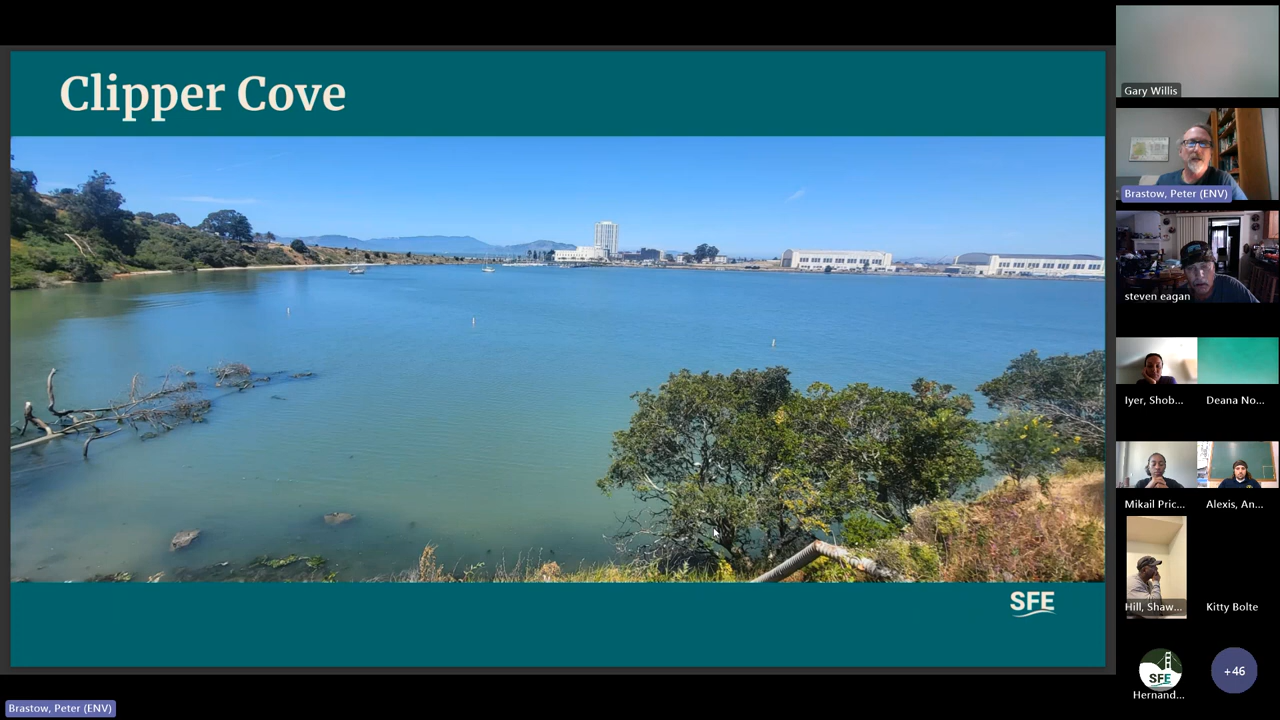 Clipper Cove
SFE
Gary Willis
Brastow, Peter (ENV)
steven eagan
Iyer, Shob...
Deana No...
Mikail Pric...
Alexis, An...
Hill, Shaw...
Kitty Bolte
SFE
Hernand...
+46
Brastow, Peter (ENV)